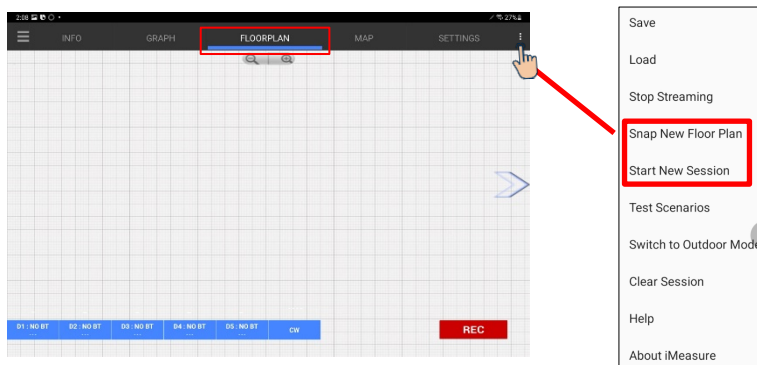 2:08
27%
INFO GRAPH FLOORPLAN MAP SETTINGS
D1 : NO BT D2 : NO BT D3 : NO BT D4 : NO BT D5 : NO BT CW
--- --- --- --- ---
REC
Save
Load
Stop Streaming
Snap New Floor Plan
Start New Session
Test Scenarios
Switch to Outdoor Mode
Clear Session
Help
About iMeasure